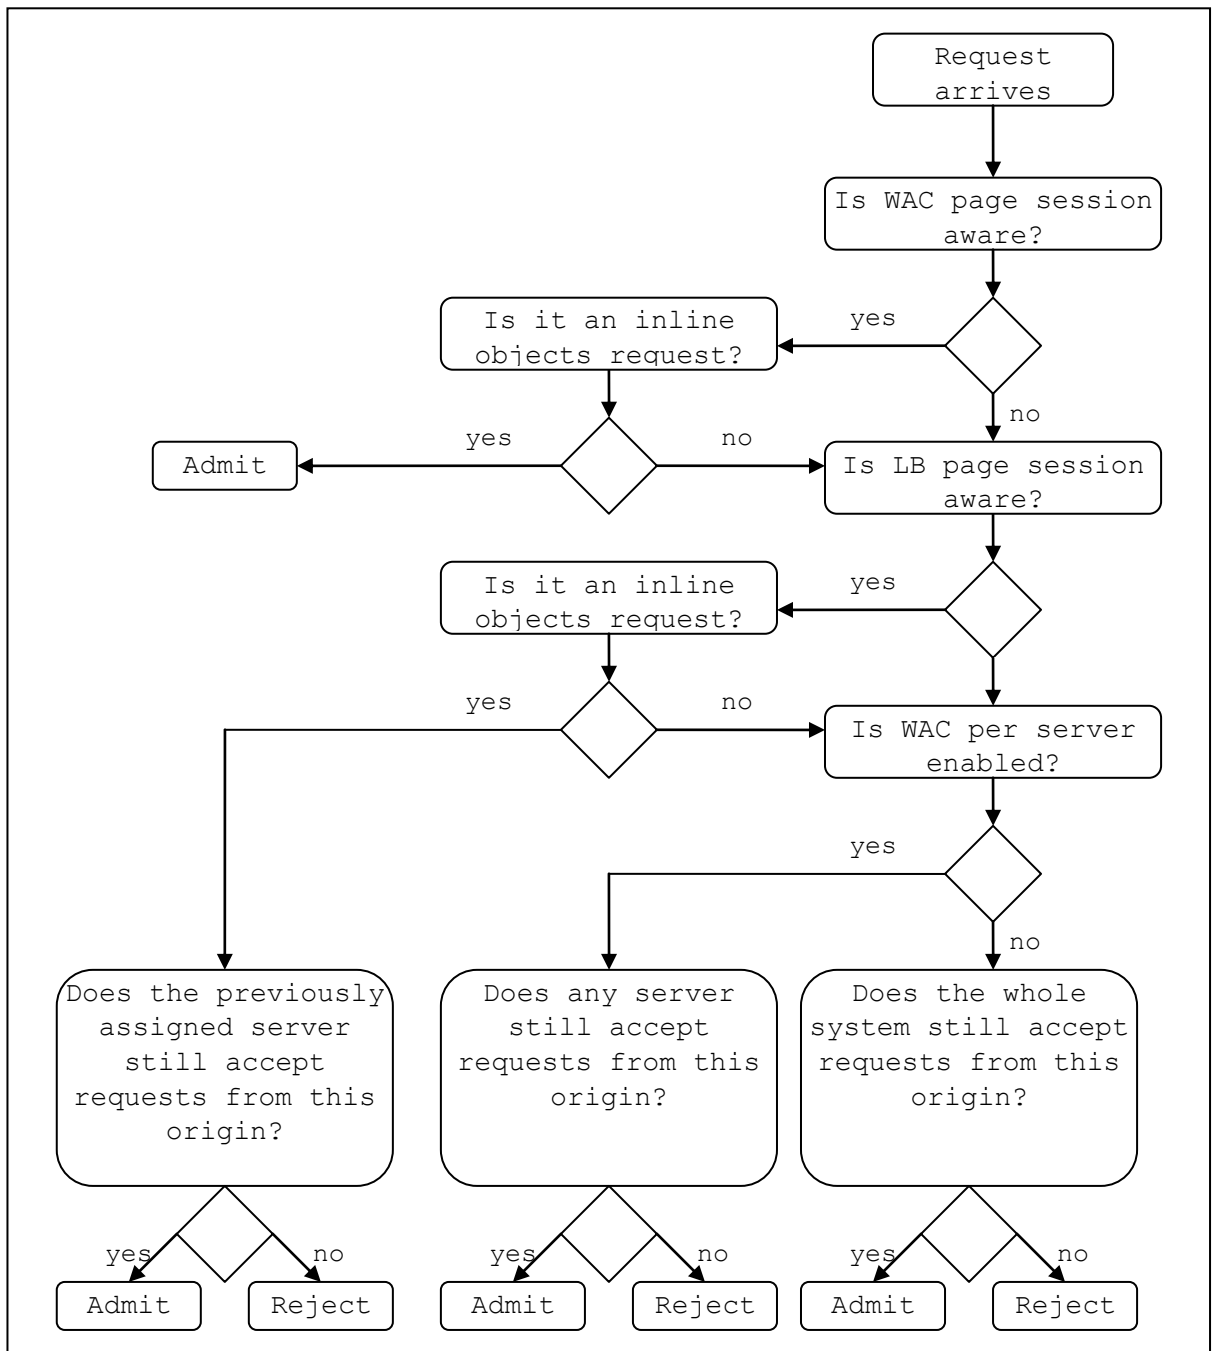 Request
arrives
Is WAC page session
aware?
yes
Is it an inline
objects request?
no
yes
no
Admit
Is LB page session
aware?
yes
Is it an inline
objects request?
yes
no
Is WAC per server
enabled?
yes
no
Does the previously
assigned server
still accept
requests from this
origin?
Does any server
still accept
requests from this
origin?
Does the whole
system still accept
requests from this
origin?
yes
no
yes
no
yes
no
Admit
Reject
Admit
Reject
Admit
Reject